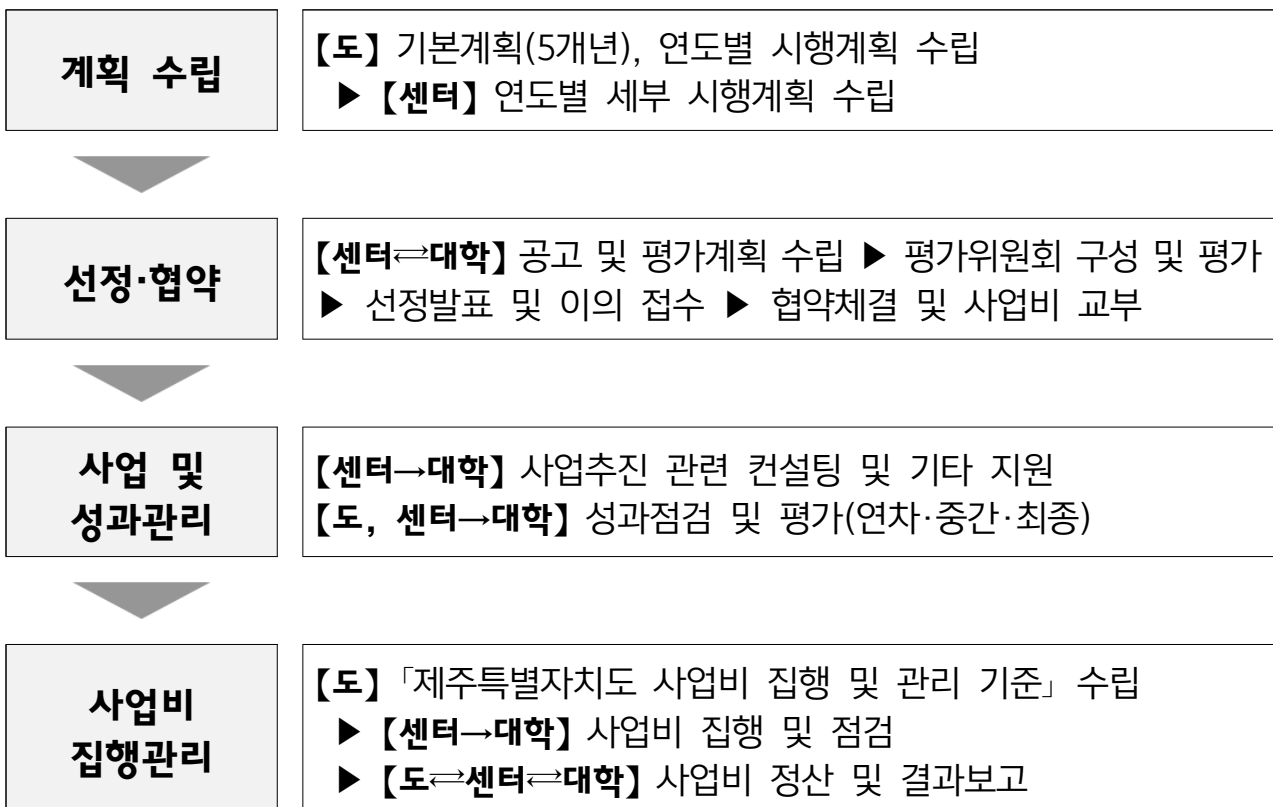 계획 수립
【도】 기본계획(5개년), 연도별 시행계획 수립
▶ 【센터】 연도별 세부 시행계획 수립
선정·협약
【센터⇄대학】 공고 및 평가계획 수립 ▶ 평가위원회 구성 및 평가
▶ 선정발표 및 이의 접수 ▶ 협약체결 및 사업비 교부
사업 및
성과관리
【센터→대학】 사업추진 관련 컨설팅 및 기타 지원
【도, 센터→대학】 성과점검 및 평가(연차·중간·최종)
사업비
집행관리
【도】 「제주특별자치도 사업비 집행 및 관리 기준」 수립
▶ 【센터→대학】 사업비 집행 및 점검
▶ 【도⇄센터⇄대학】 사업비 정산 및 결과보고